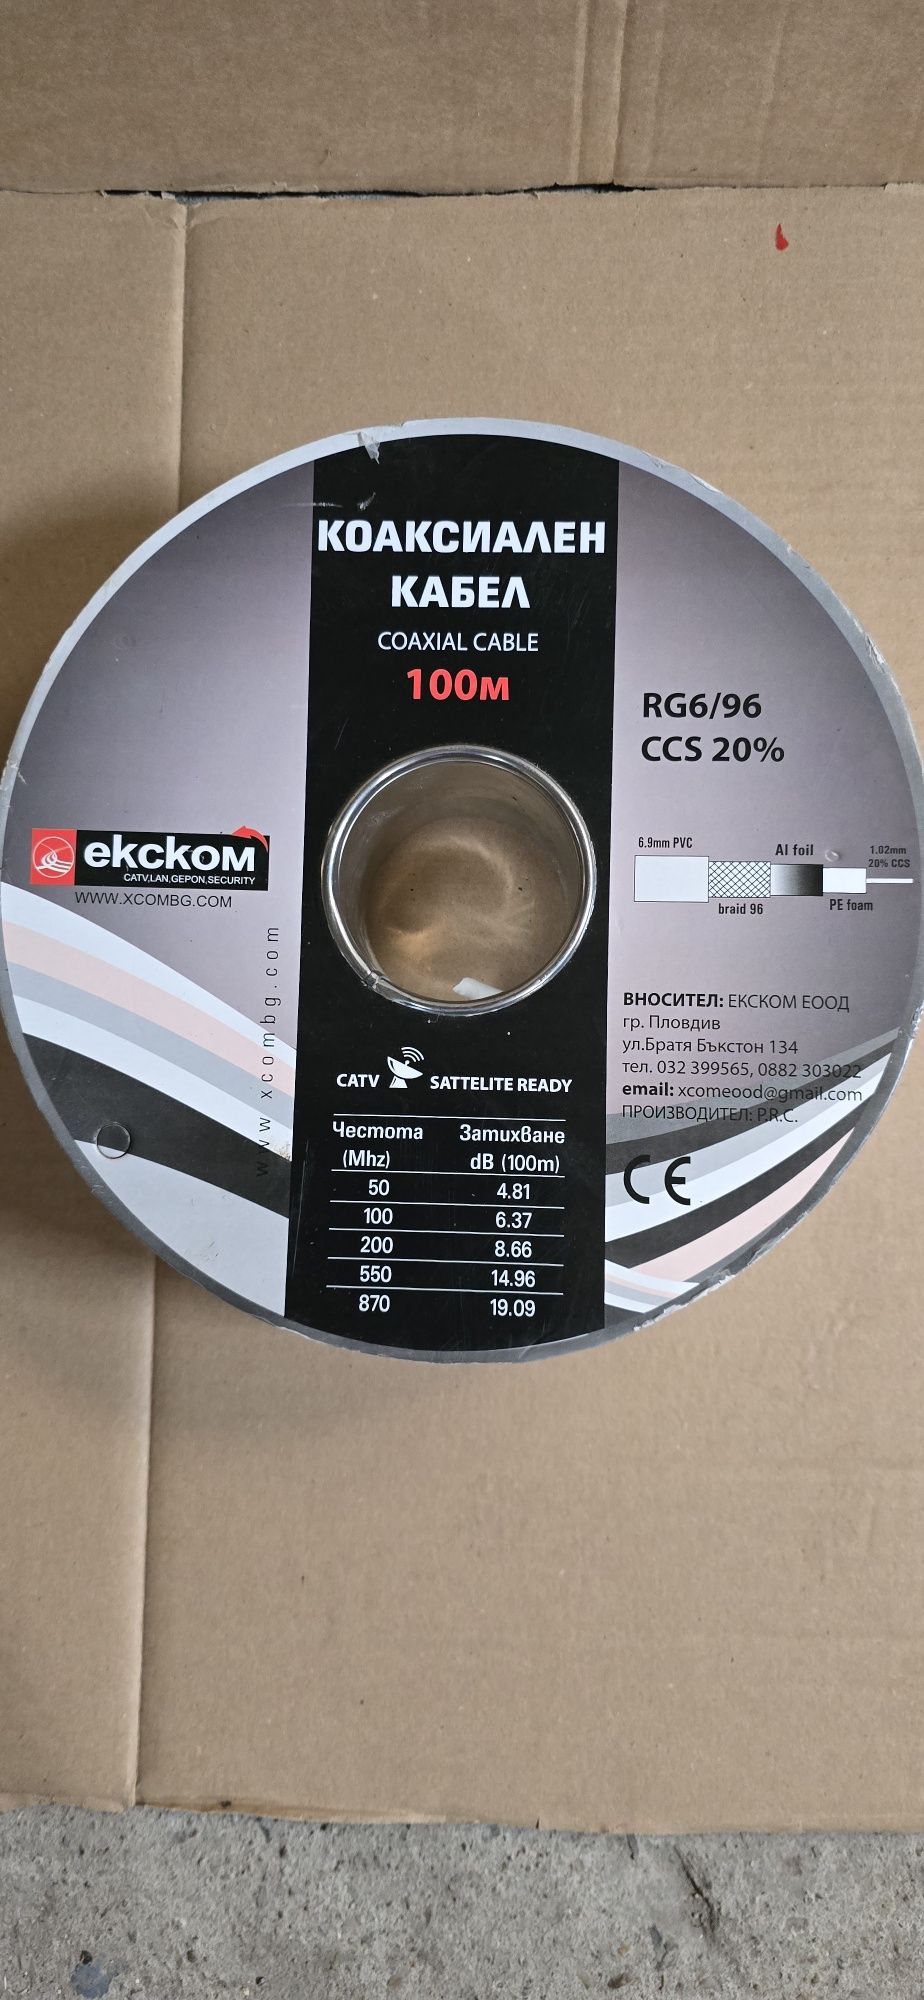 КОАКСИАЛЕН
КАБЕЛ
COAXIAL CABLE
100м
RG6/96
CCS 20%
екском
CATV,LAN,GEPON,SECURITY
WWW.XCOMBG.COM
www.xcombg.com
6.9mm PVC
Al foil
1.02mm
20% CCS
braid 96
PE foam
ВНОСИТЕЛ: ЕКСКОМ ЕООД
гр. Пловдив
ул.Братя Бъкстон 134
тел. 032 399565, 0882 303022
email: xcomeood@gmail.com
ПРОИЗВОДИТЕЛ: P.R.C.
CE
CATV SATTELITE READY
Честота Затихване
(Mhz) dB (100m)
50 4.81
100 6.37
200 8.66
550 14.96
870 19.09